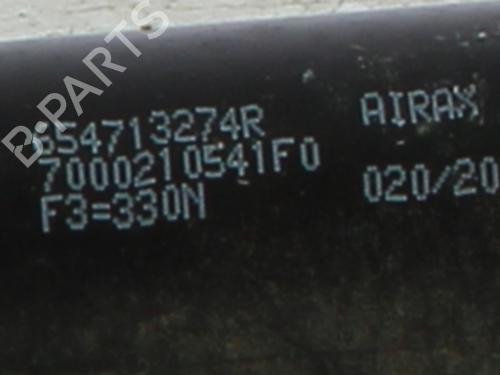 B-PARTS
654713274R
7000210541F0
F3=330N
AIRAX
020/20